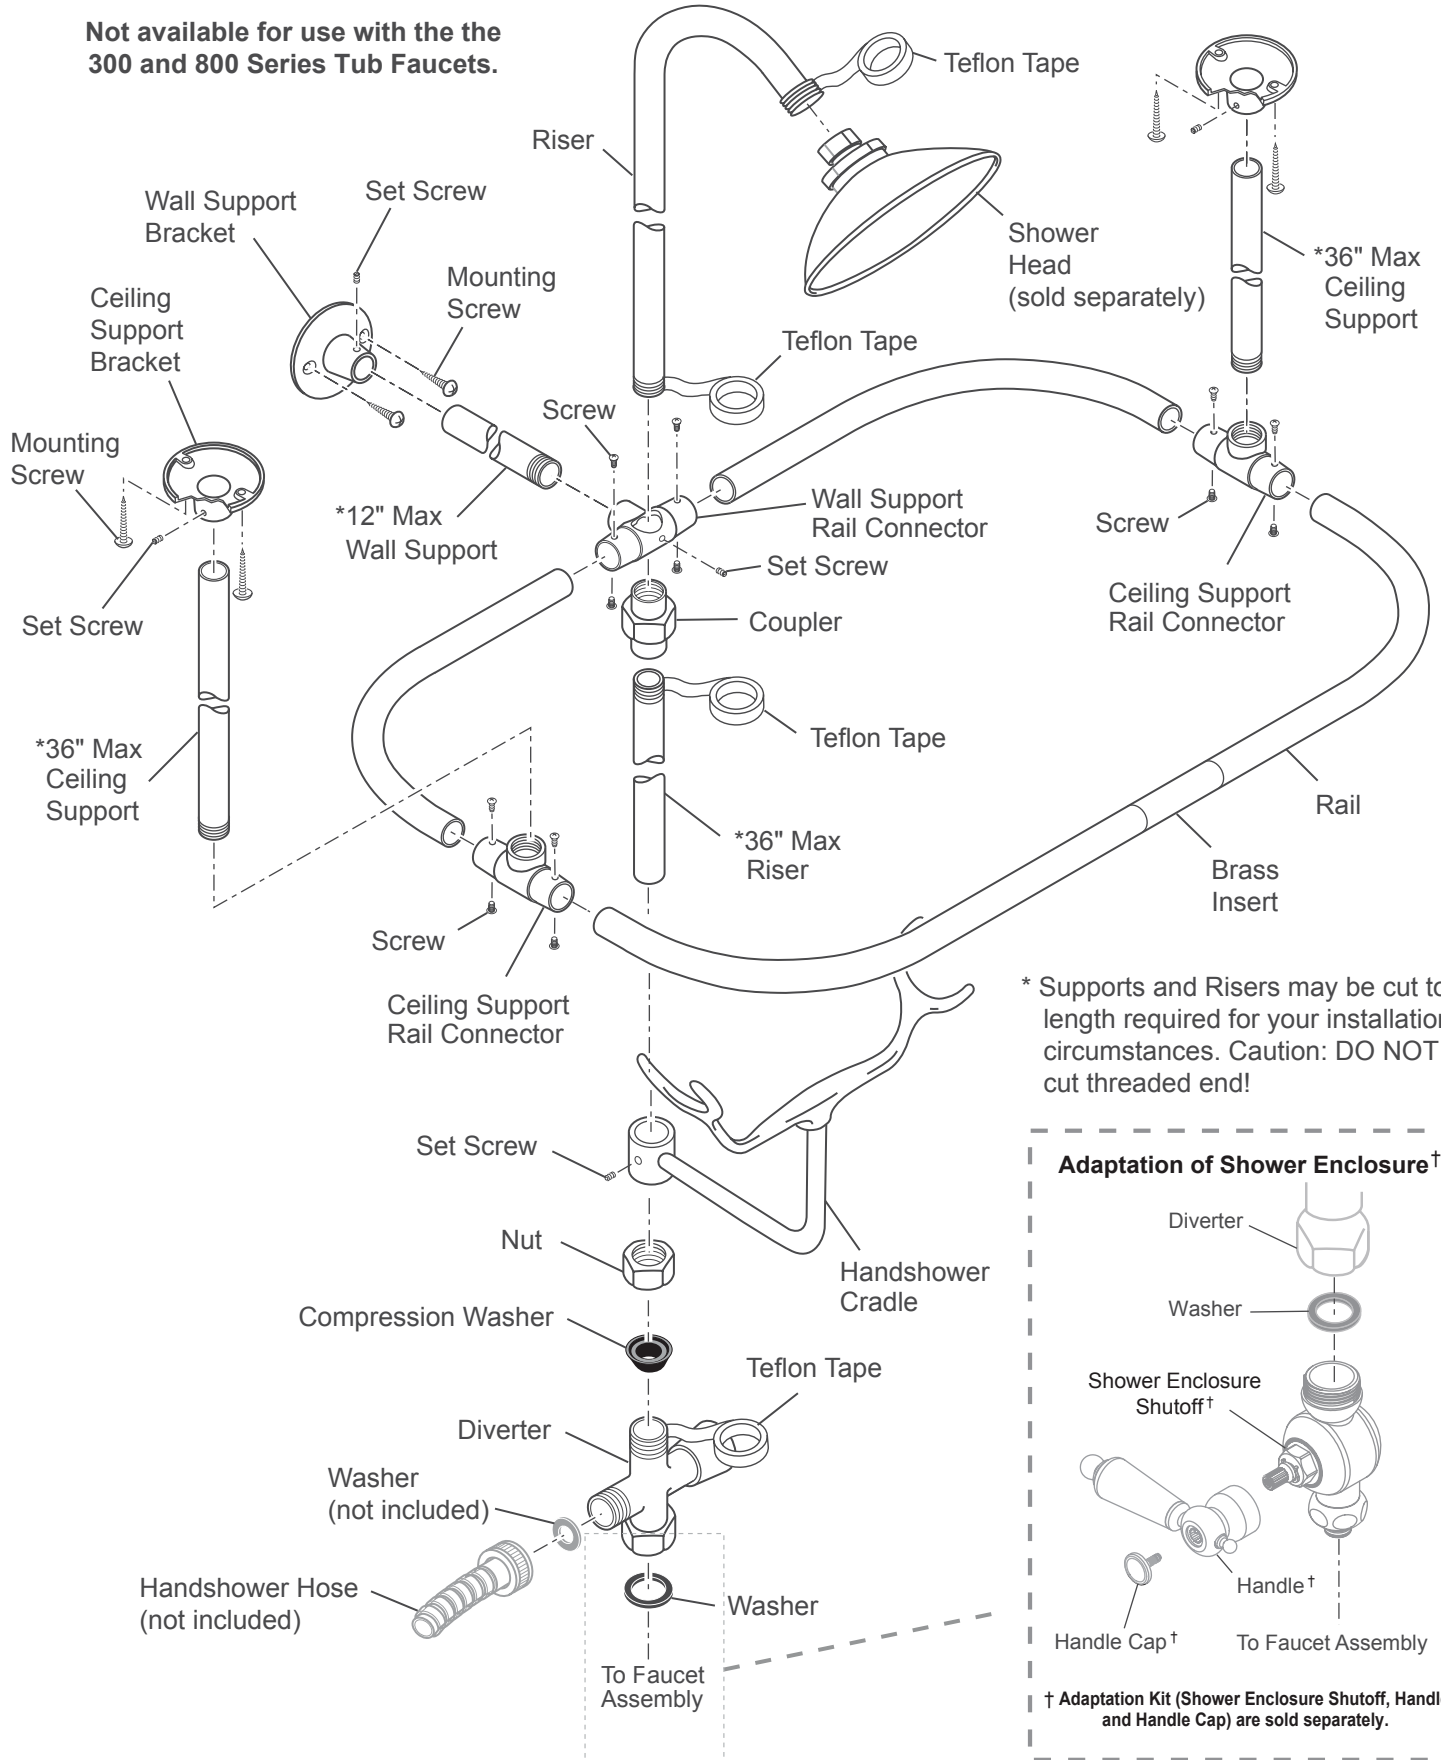 Not available for use with the the
300 and 800 Series Tub Faucets.
Teflon Tape
Riser
Set Screw
Wall Support
Bracket
Shower
Head
(sold separately)
*36" Max
Ceiling
Support
Mounting
Screw
Ceiling
Support
Bracket
Teflon Tape
Screw
Mounting
Screw
*12" Max
Wall Support
Wall Support
Rail Connector
Screw
Set Screw
Ceiling Support
Rail Connector
Set Screw
Coupler
*36" Max
Ceiling
Support
Teflon Tape
Rail
*36" Max
Riser
Brass
Insert
Screw
Ceiling Support
Rail Connector
* Supports and Risers may be cut to
length required for your installation
circumstances. Caution: DO NOT
cut threaded end!
Set Screw
Nut
Handshower
Cradle
Compression Washer
Teflon Tape
Diverter
Washer
(not included)
Handshower Hose
(not included)
Washer
To Faucet
Assembly
Adaptation of Shower Enclosure†
Diverter
Washer
Shower Enclosure
Shutoff†
Handle†
Handle Cap†
To Faucet Assembly
† Adaptation Kit (Shower Enclosure Shutoff, Handl
and Handle Cap) are sold separately.